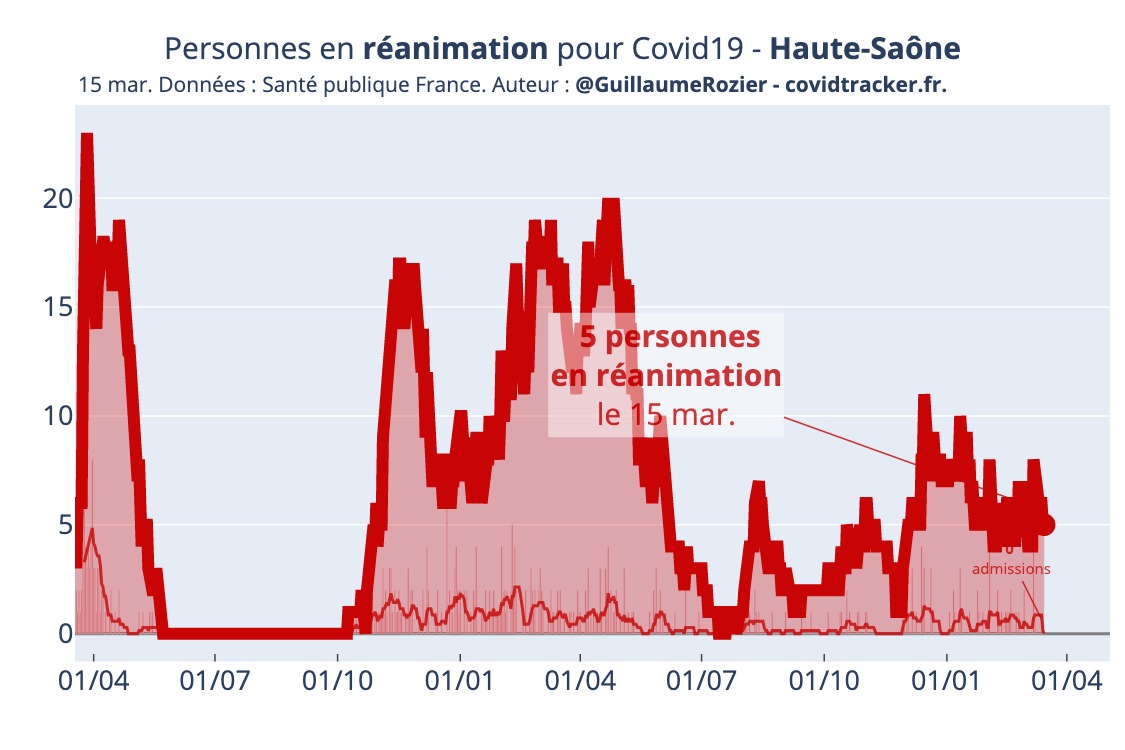 Personnes en réanimation pour Covid19 - Haute-Saône
15 mar. Données : Santé publique France. Auteur : @GuillaumeRozier - covidtracker.fr.
20
15
10
5
0
5 personnes
en réanimation
le 15 mar.
admissions
01/04 01/07 01/10 01/01 01/04 01/07 01/10 01/01 01/04